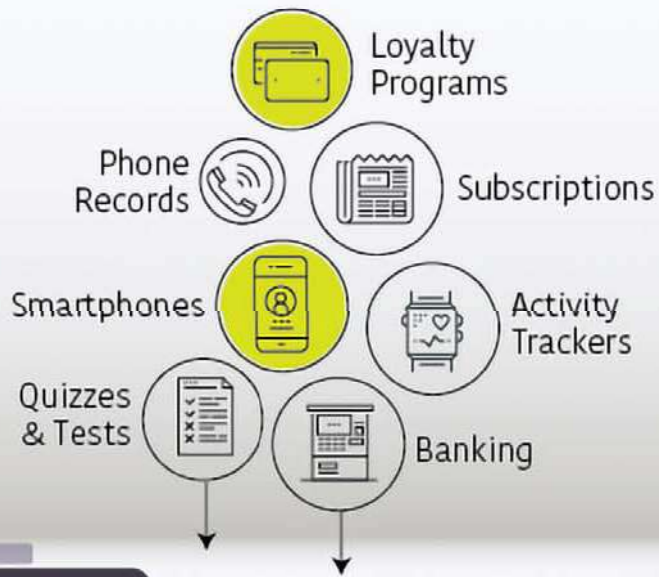 Loyalty
Programs
Phone
Records
Subscriptions
Smartphones
Activity
Trackers
Quizzes
& Tests
Banking